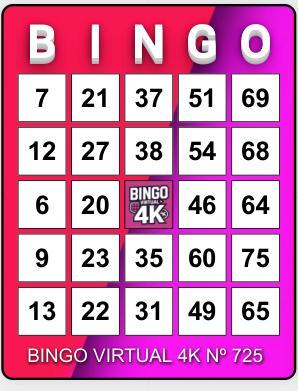 B I N G O
7 21 37 51 69
12 27 38 54 68
6 20 BINGO VIRTUAL 4K 46 64
9 23 35 60 75
13 22 31 49 65
BINGO VIRTUAL 4K Nº 725